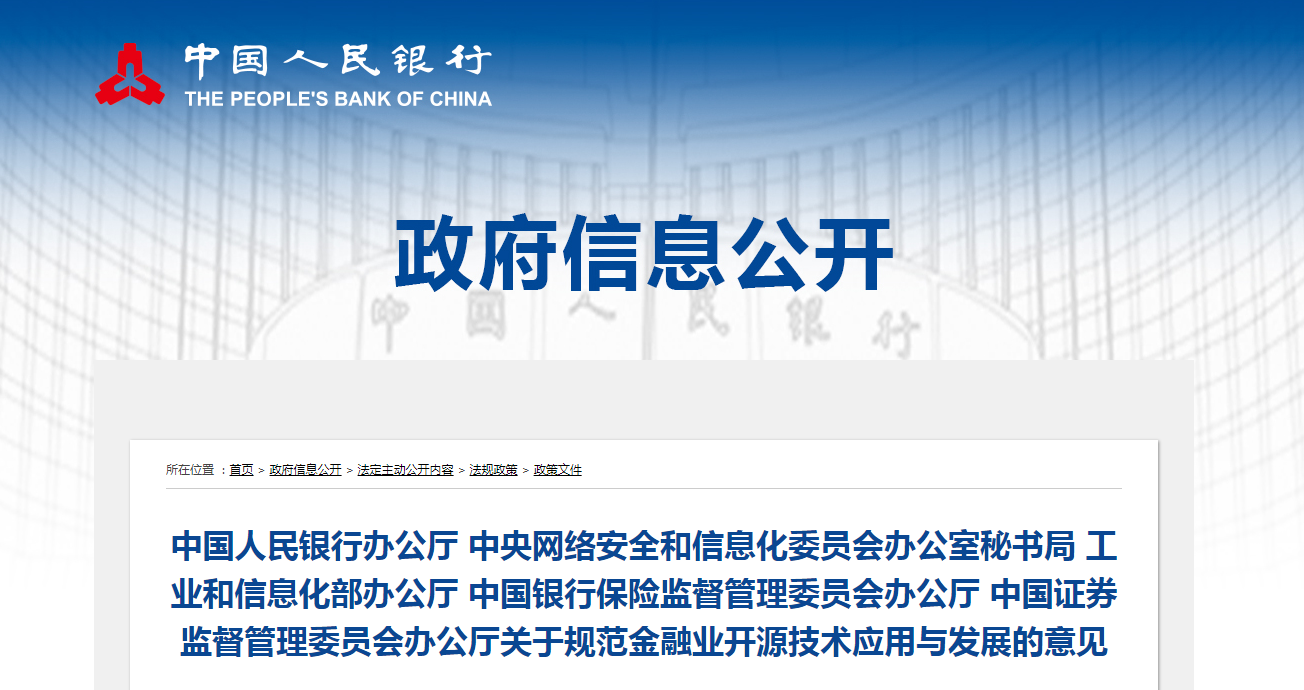 中国人民银行
THE PEOPLE'S BANK OF CHINA
政府信息公开
中国人民银行
所在位置 ：首页 > 政府信息公开 > 法定主动公开内容 > 法规政策 > 政策文件
中国人民银行办公厅 中央网络安全和信息化委员会办公室秘书局 工
业和信息化部办公厅 中国银行保险监督管理委员会办公厅 中国证券
监督管理委员会办公厅关于规范金融业开源技术应用与发展的意见